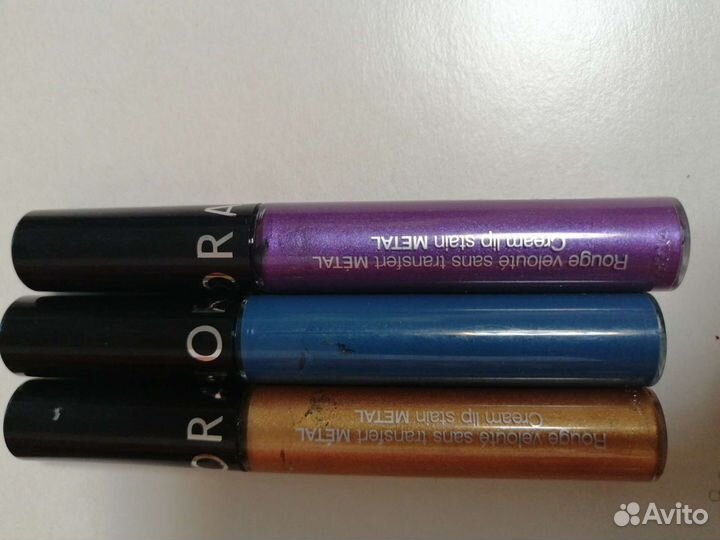 ORA
Rouge velouté sans transfert MÉTAL
Cream lip stain METAL
O
ORA
Rouge velouté sans transfert MÉTAL
Cream lip stain METAL
Avito